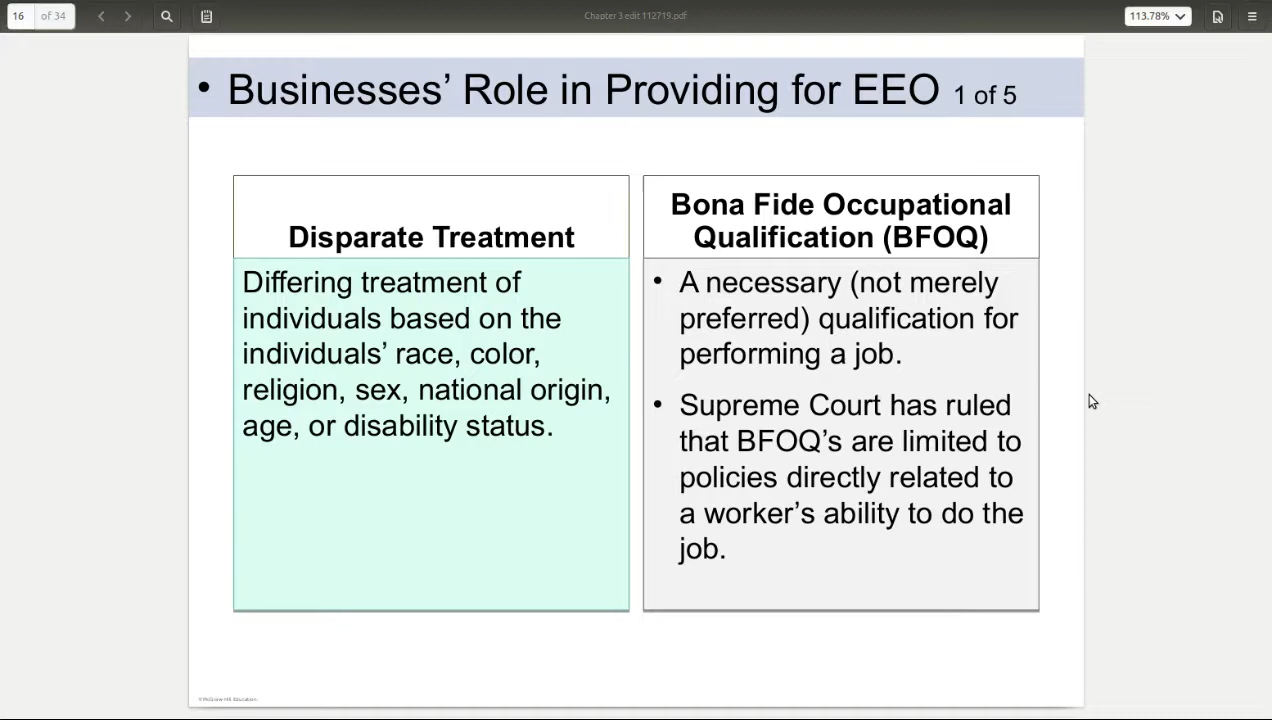 16 of 34
Chapter 3 edit 112719.pdf
113.78%
• Businesses’ Role in Providing for EEO 1 of 5
Disparate Treatment
Differing treatment of
individuals based on the
individuals’ race, color,
religion, sex, national origin,
age, or disability status.
Bona Fide Occupational
Qualification (BFOQ)
• A necessary (not merely
preferred) qualification for
performing a job.
• Supreme Court has ruled
that BFOQ’s are limited to
policies directly related to
a worker’s ability to do the
job.
© McGraw-Hill Education.